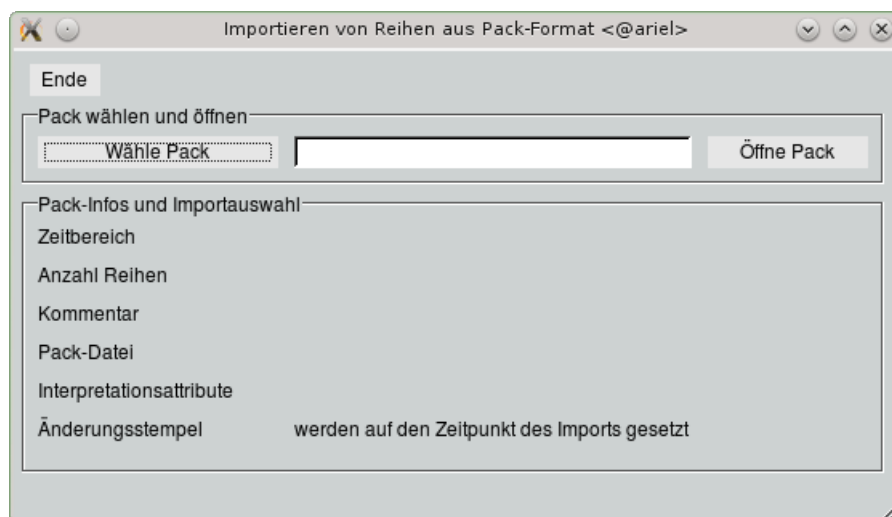 Importieren von Reihen aus Pack-Format <@ariel>
Ende
Pack wählen und öffnen
Wähle Pack
Öffne Pack
Pack-Infos und Importauswahl
Zeitbereich
Anzahl Reihen
Kommentar
Pack-Datei
Interpretationsattribute
Änderungsstempel werden auf den Zeitpunkt des Imports gesetzt